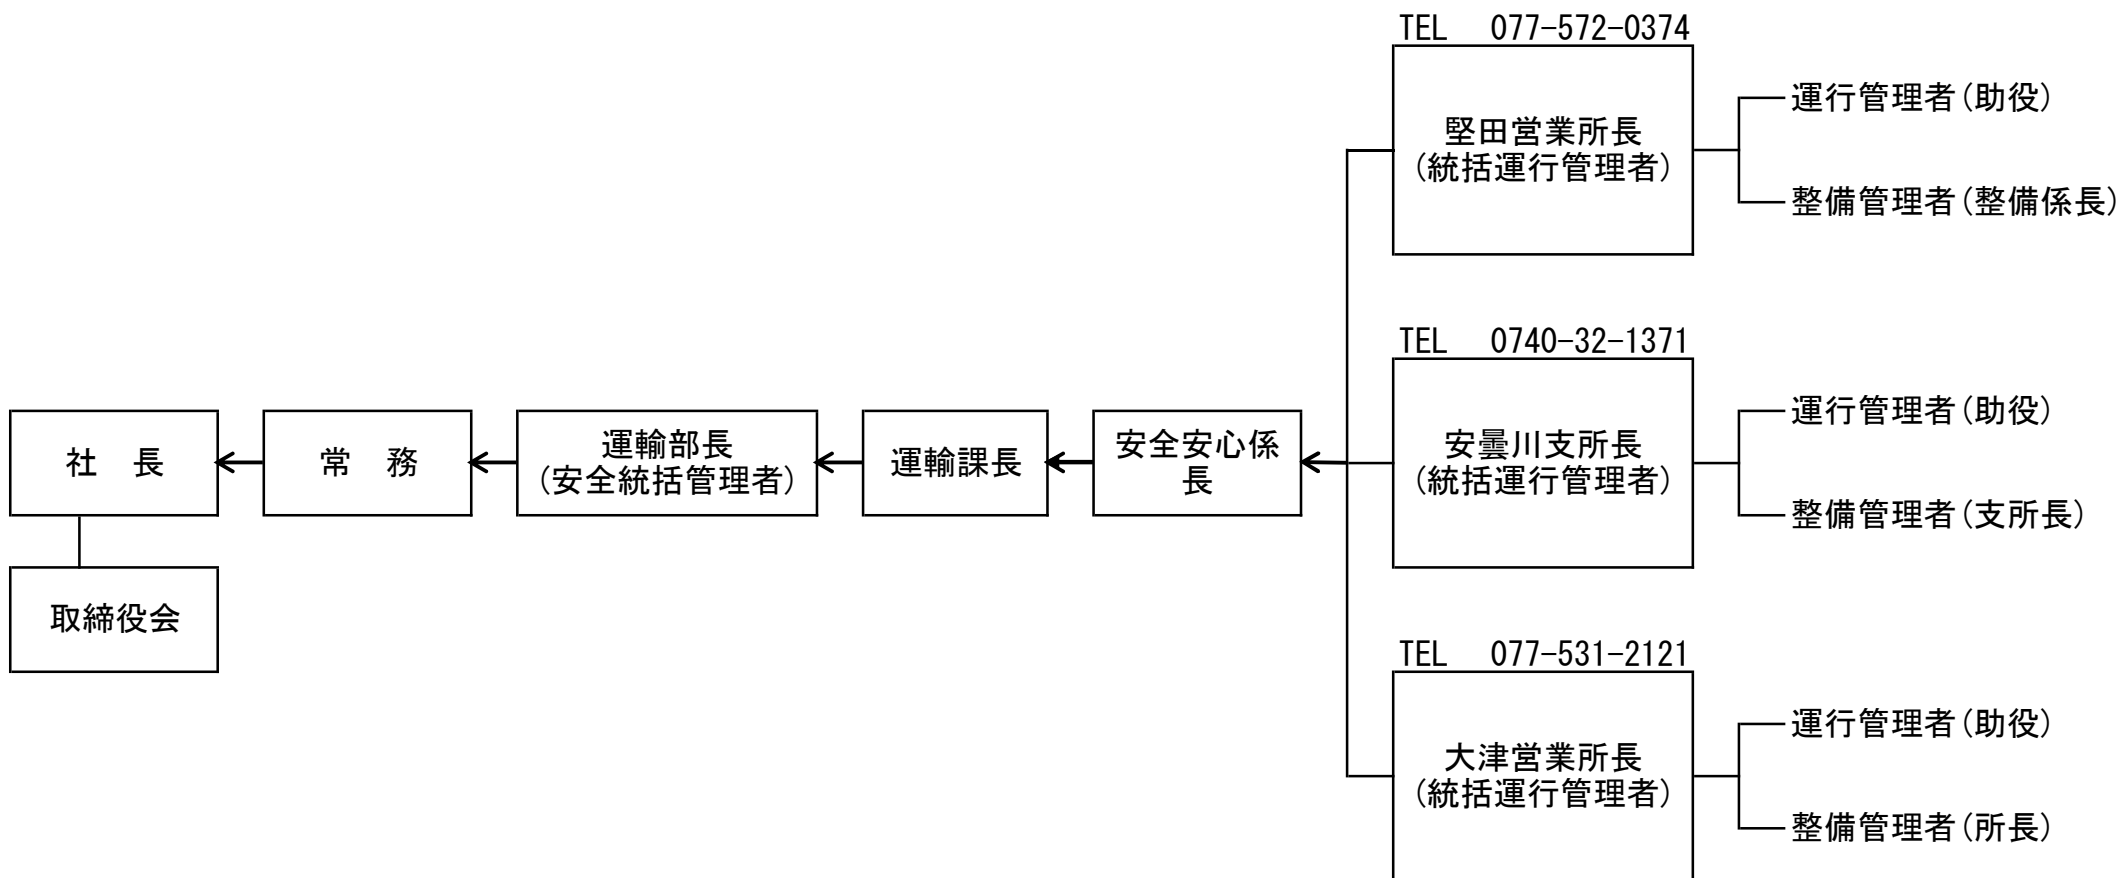 TEL 077-572-0374
堅田営業所長
(統括運行管理者)
運行管理者(助役)
整備管理者(整備係長)
TEL 0740-32-1371
安曇川支所長
(統括運行管理者)
運行管理者(助役)
整備管理者(支所長)
社 長
常 務
運輸部長
(安全統括管理者)
運輸課長
安全安心係
長
取締役会
TEL 077-531-2121
大津営業所長
(統括運行管理者)
運行管理者(助役)
整備管理者(所長)